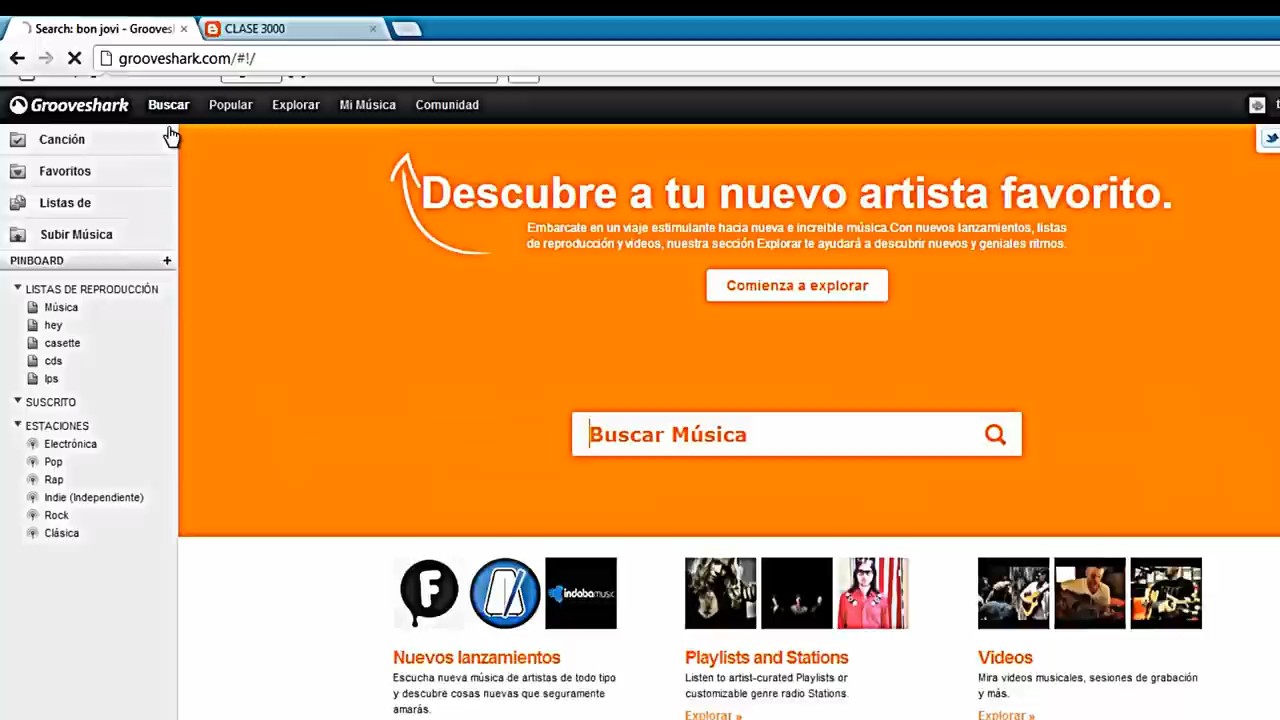 Search: bon jovi - Grooves
CLASE 3000
grooveshark.com/#!/
Grooveshark
Buscar
Popular
Explorar
Mi Música
Comunidad
Canción
Favoritos
Listas de
Subir Música
PINBOARD +
LISTAS DE REPRODUCCIÓN
Música
hey
casette
cds
lps
SUSCRITO
ESTACIONES
Electrónica
Pop
Rap
Indie (Independiente)
Rock
Clásica
Descubre a tu nuevo artista favorito.
Embarcate en un viaje estimulante hacia nueva e increible música.Con nuevos lanzamientos, listas
de reproducción y videos, nuestra sección Explorar te ayudará a descubrir nuevos y geniales ritmos.
Comienza a explorar
Buscar Música
F
indaba music
Nuevos lanzamientos
Escucha nueva música de artistas de todo tipo
y descubre cosas nuevas que seguramente
amarás.
Playlists and Stations
Listen to artist-curated Playlists or
customizable genre radio Stations.
Explorar »
Videos
Mira videos musicales, sesiones de grabación
y más.
Explorar »